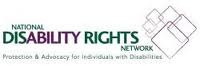 NATIONAL
DISABILITY RIGHTS
NETWORK
Protection & Advocacy for Individuals with Disabilities